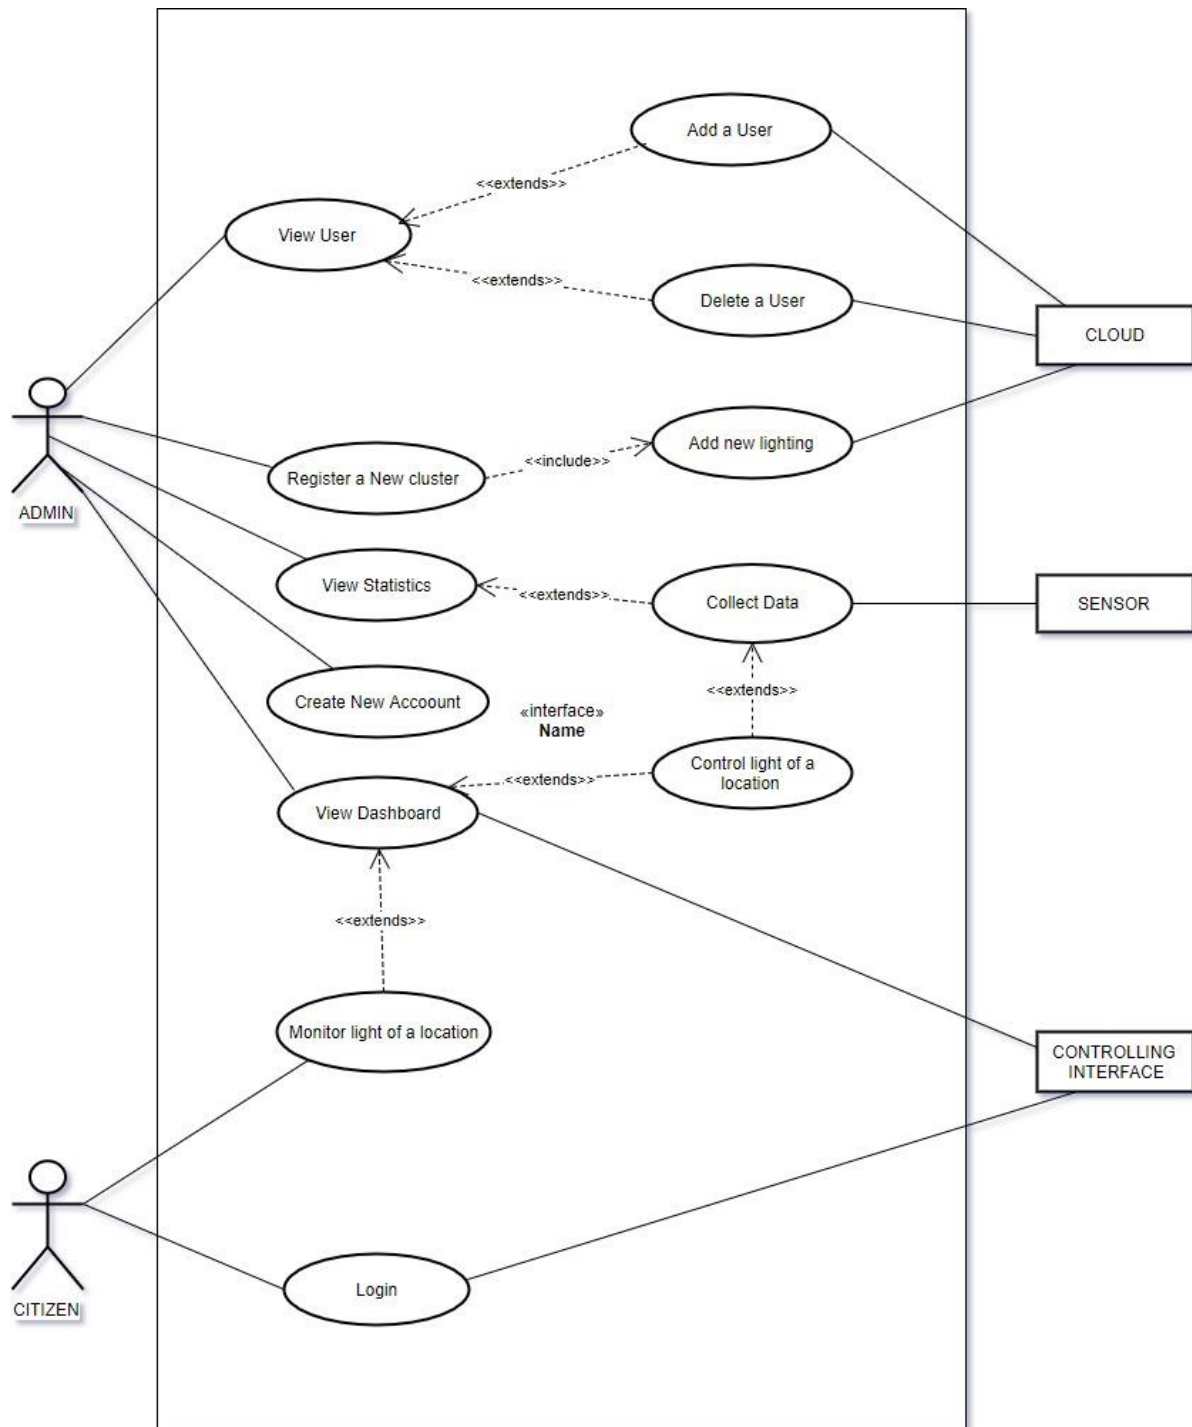 Add a User
<<extends>>
View User
<<extends>>
Delete a User
CLOUD
ADMIN
Register a New cluster
<<include>>
Add new lighting
View Statistics
<<extends>>
Collect Data
SENSOR
<<extends>>
Create New Accoount
«interface»
Name
<<extends>>
Control light of a
location
View Dashboard
<<extends>>
Monitor light of a location
CONTROLLING
INTERFACE
CITIZEN
Login